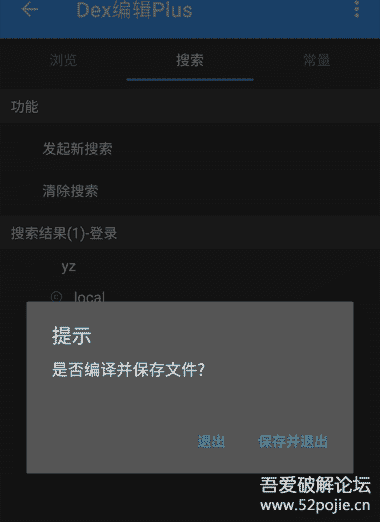 Dex编辑Plus
浏览 搜索 常量
功能
发起新搜索
清除搜索
搜索结果(1)-登录
yz
local
提示
是否编译并保存文件?
退出 保存并退出
吾爱破解论坛
www.52pojie.cn